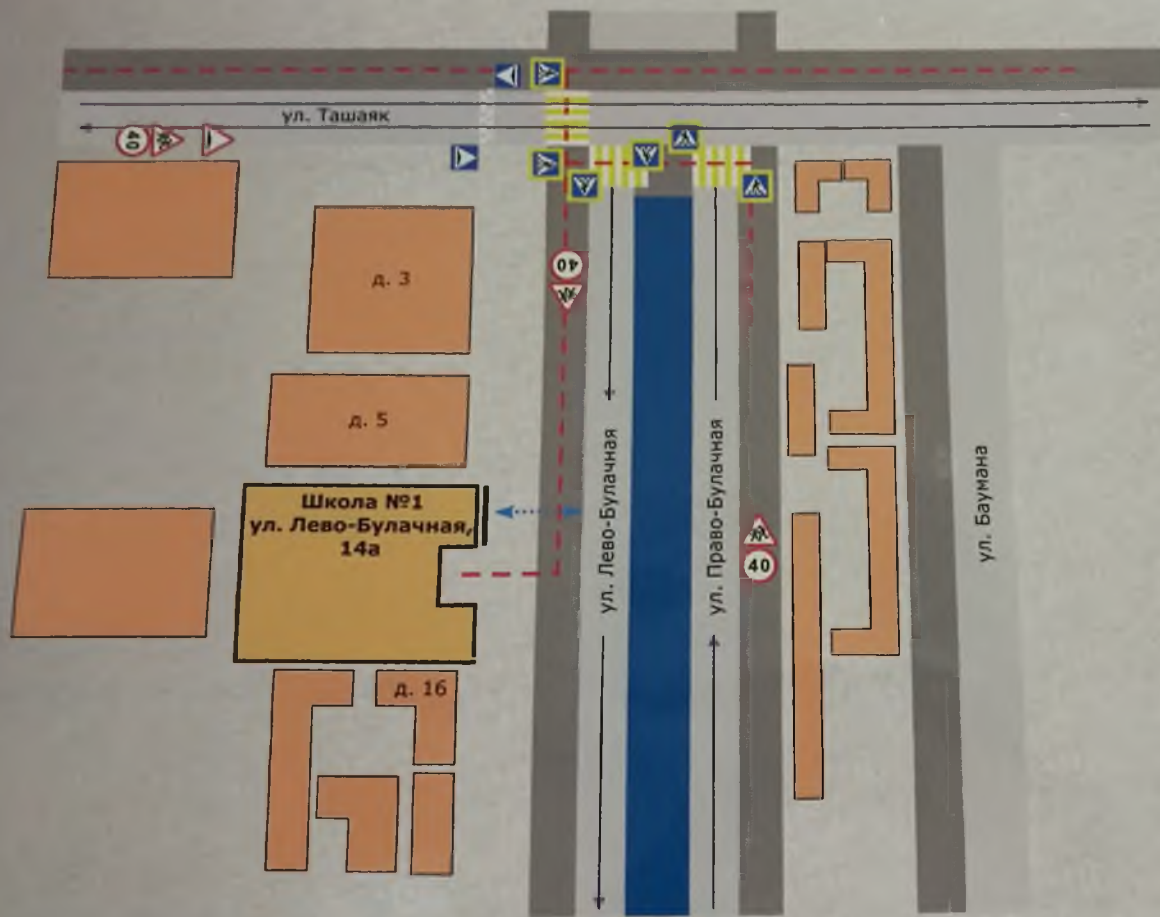 ул. Ташаяк
40
40
д. 3
д. 5
Школа №1
ул. Лево-Булачная,
14а
ул. Лево-Булачная
ул. Право-Булачная
ул. Баумана
40
д. 16